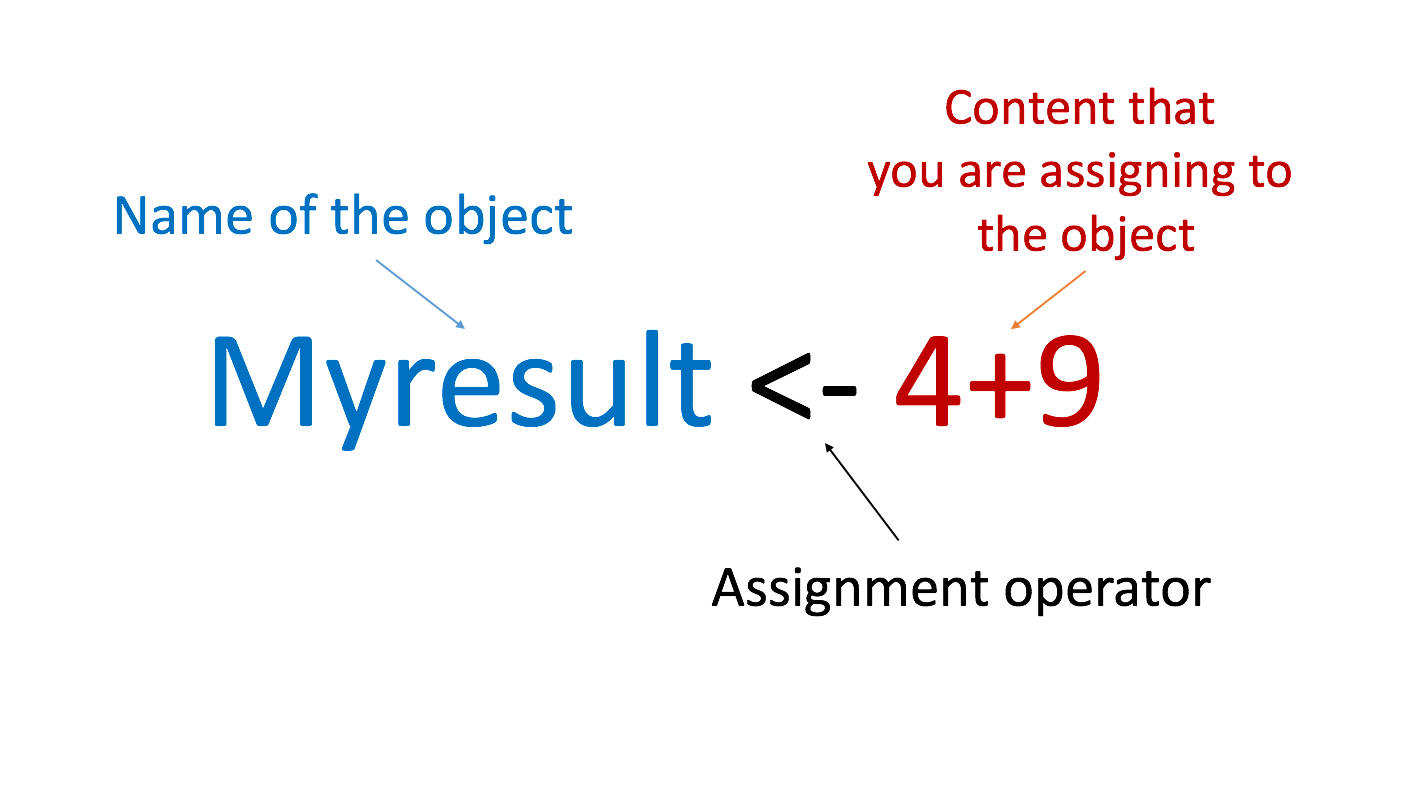 Content that
you are assigning to
the object
Name of the object
Myresult <- 4+9
Assignment operator